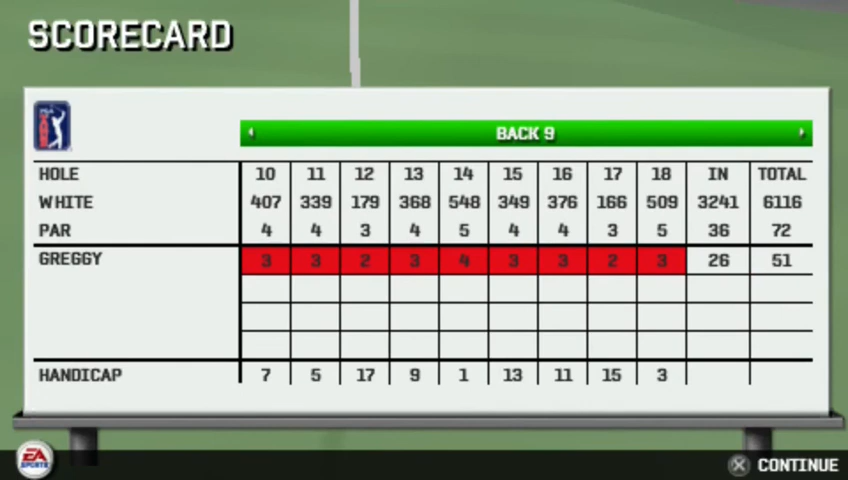 SCORECARD
BACK 9
HOLE 10 11 12 13 14 15 16 17 18 IN TOTAL
WHITE 407 339 179 368 548 349 376 166 509 3241 6116
PAR 4 4 3 4 5 4 4 3 5 36 72
GREGGY 3 3 2 3 4 3 3 2 3 26 51
HANDICAP 7 5 17 9 1 13 11 15 3
EA
SPORTS
CONTINUE